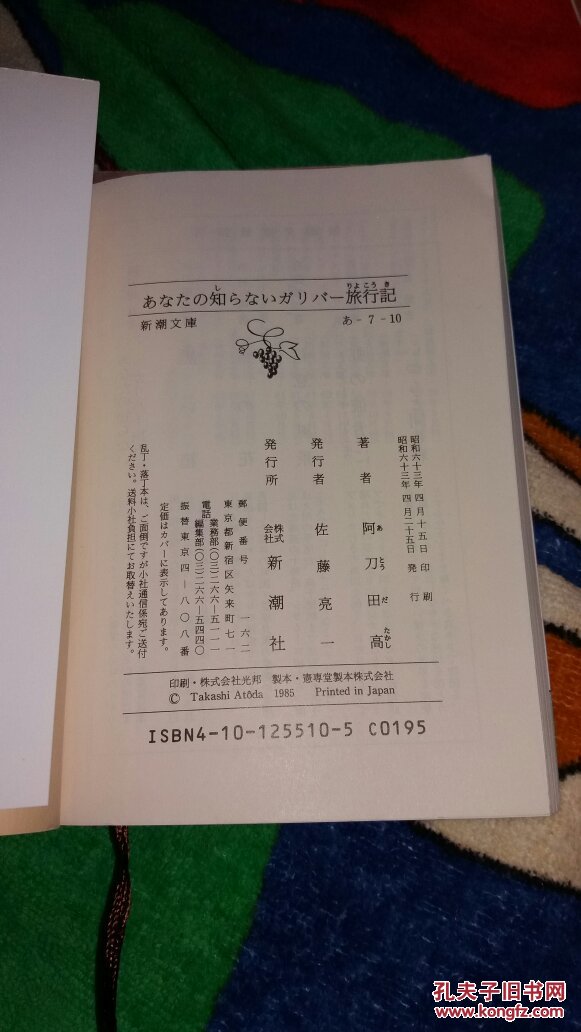 あなたの知らないガリバー旅行記
新潮文庫 あ-7-10
昭和六十三年四月十五日印刷
昭和六十三年四月二十五日発行
著者 阿刀田高
発行者 佐藤亮一
発行所 株式会社 新潮社
郵便番号 一六二
東京都新宿区矢来町七一
電話 業務部(〇三)二六六―五一一一
編集部(〇三)二六六―五四四〇
振替東京四―八〇八番
定価はカバーに表示してあります。
乱丁・落丁本は、ご面倒ですが小社通信係宛ご送付
ください。送料小社負担にてお取替えいたします。
印刷・株式会社光邦 製本・憲専堂製本株式会社
© Takashi Atôda 1985 Printed in Japan
ISBN4-10-125510-5 C0195
孔夫子旧书网
www.kongfz.com